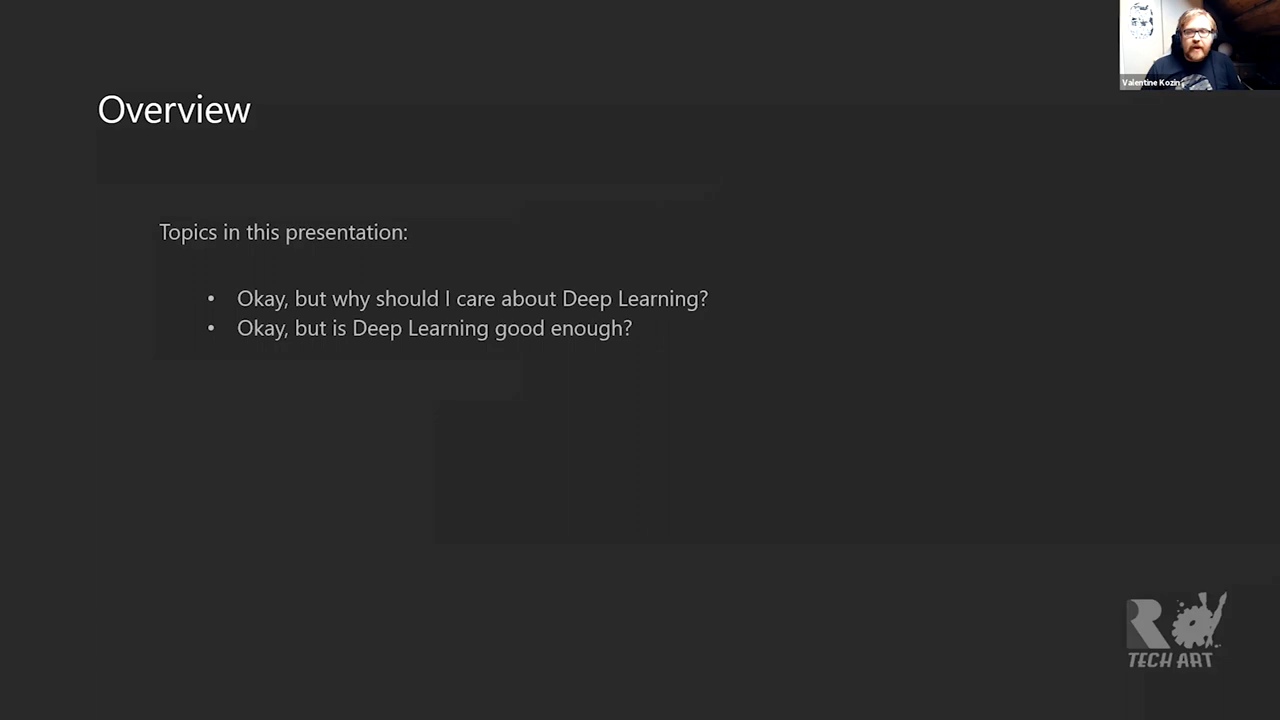 Valentine Kozin
Overview
Topics in this presentation:
• Okay, but why should I care about Deep Learning?
• Okay, but is Deep Learning good enough?
R
TECH ART